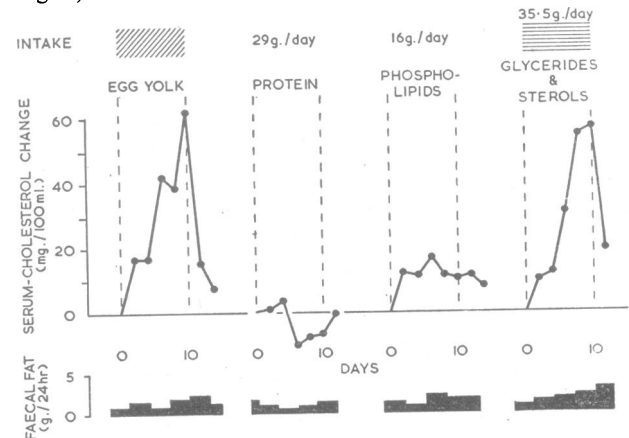 35·5g./day
INTAKE 29g./day 16g./day
EGG YOLK PROTEIN PHOSPHO-
LIPIDS GLYCERIDES
&
STEROLS
SERUM-CHOLESTEROL CHANGE
(mg./100ml.)
60
40
20
0
0 10 0 10 0 10 0 10
DAYS
FAECAL FAT
(g./24hr)
5
0